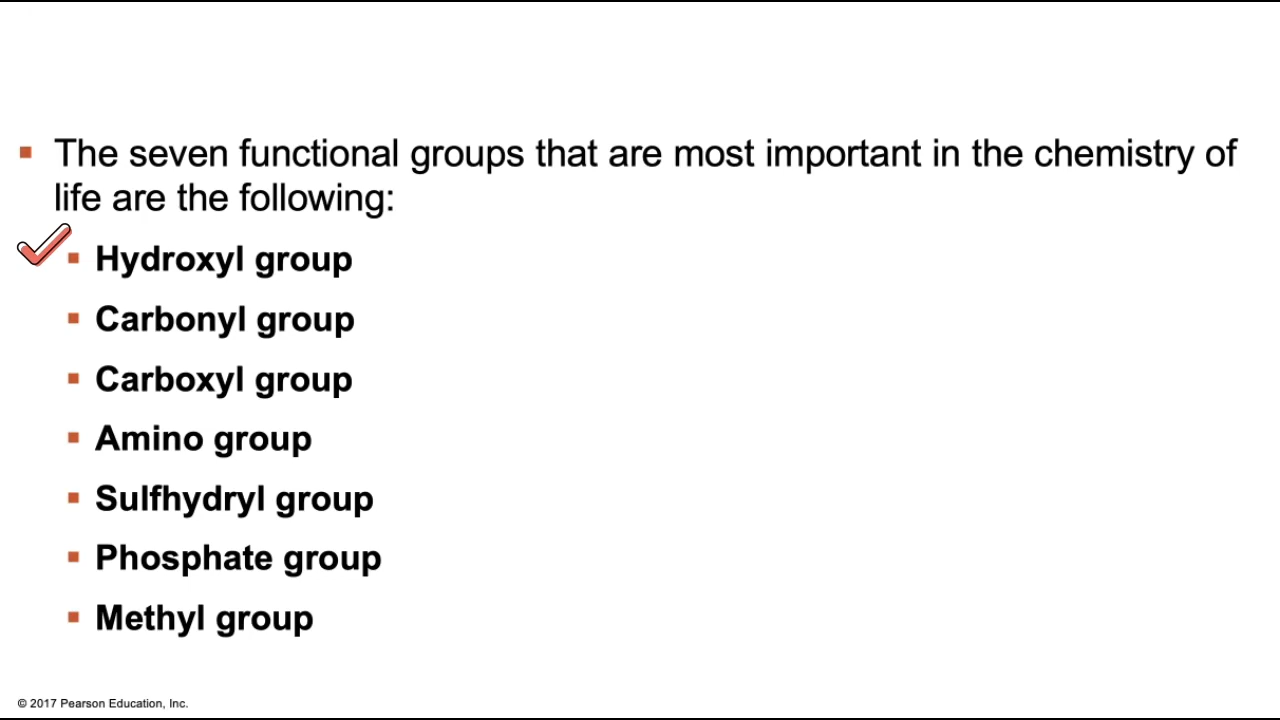 The seven functional groups that are most important in the chemistry of
life are the following:
Hydroxyl group
Carbonyl group
Carboxyl group
Amino group
Sulfhydryl group
Phosphate group
Methyl group
© 2017 Pearson Education, Inc.